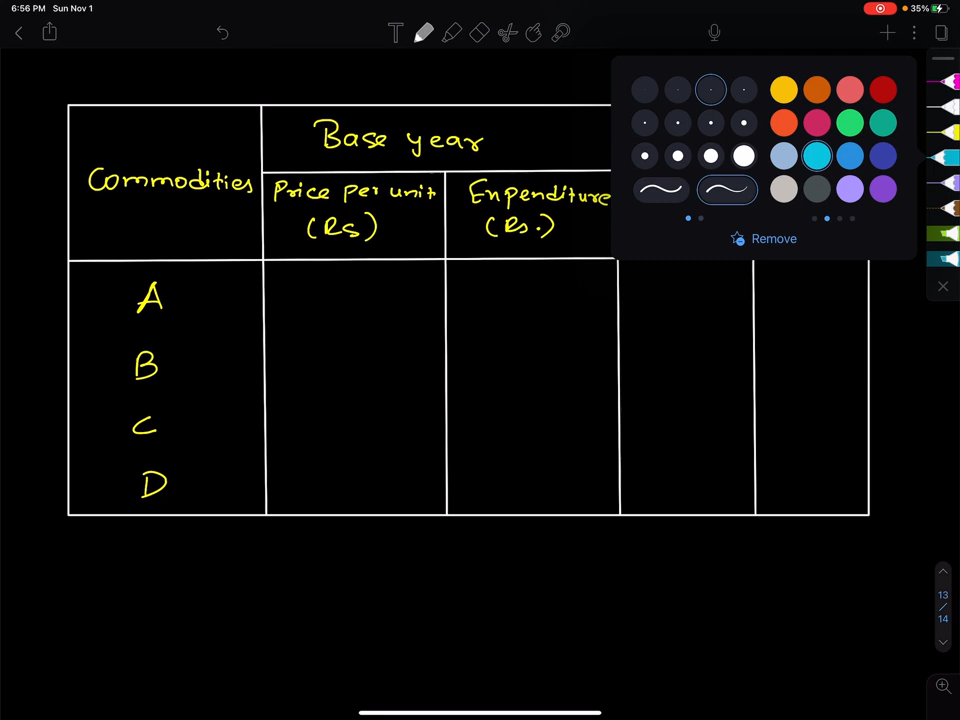 6:56 PM Sun Nov 1
35%
T
Base year
Commodities
Price per unit
(Rs)
Expenditure
(Rs.)
A
B
C
D
Remove
13
/
14